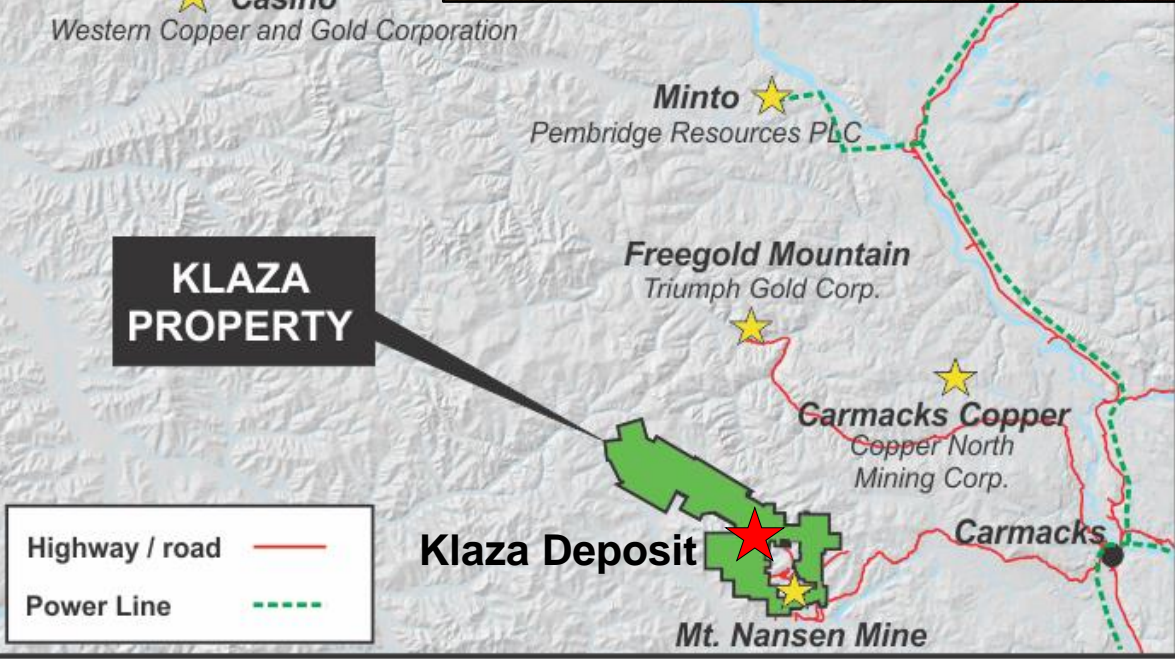 Casino
Western Copper and Gold Corporation
Minto
Pembridge Resources PLC
Freegold Mountain
Triumph Gold Corp.
KLAZA
PROPERTY
Carmacks Copper
Copper North
Mining Corp.
Carmacks
Klaza Deposit
Highway / road
Power Line
Mt. Nansen Mine